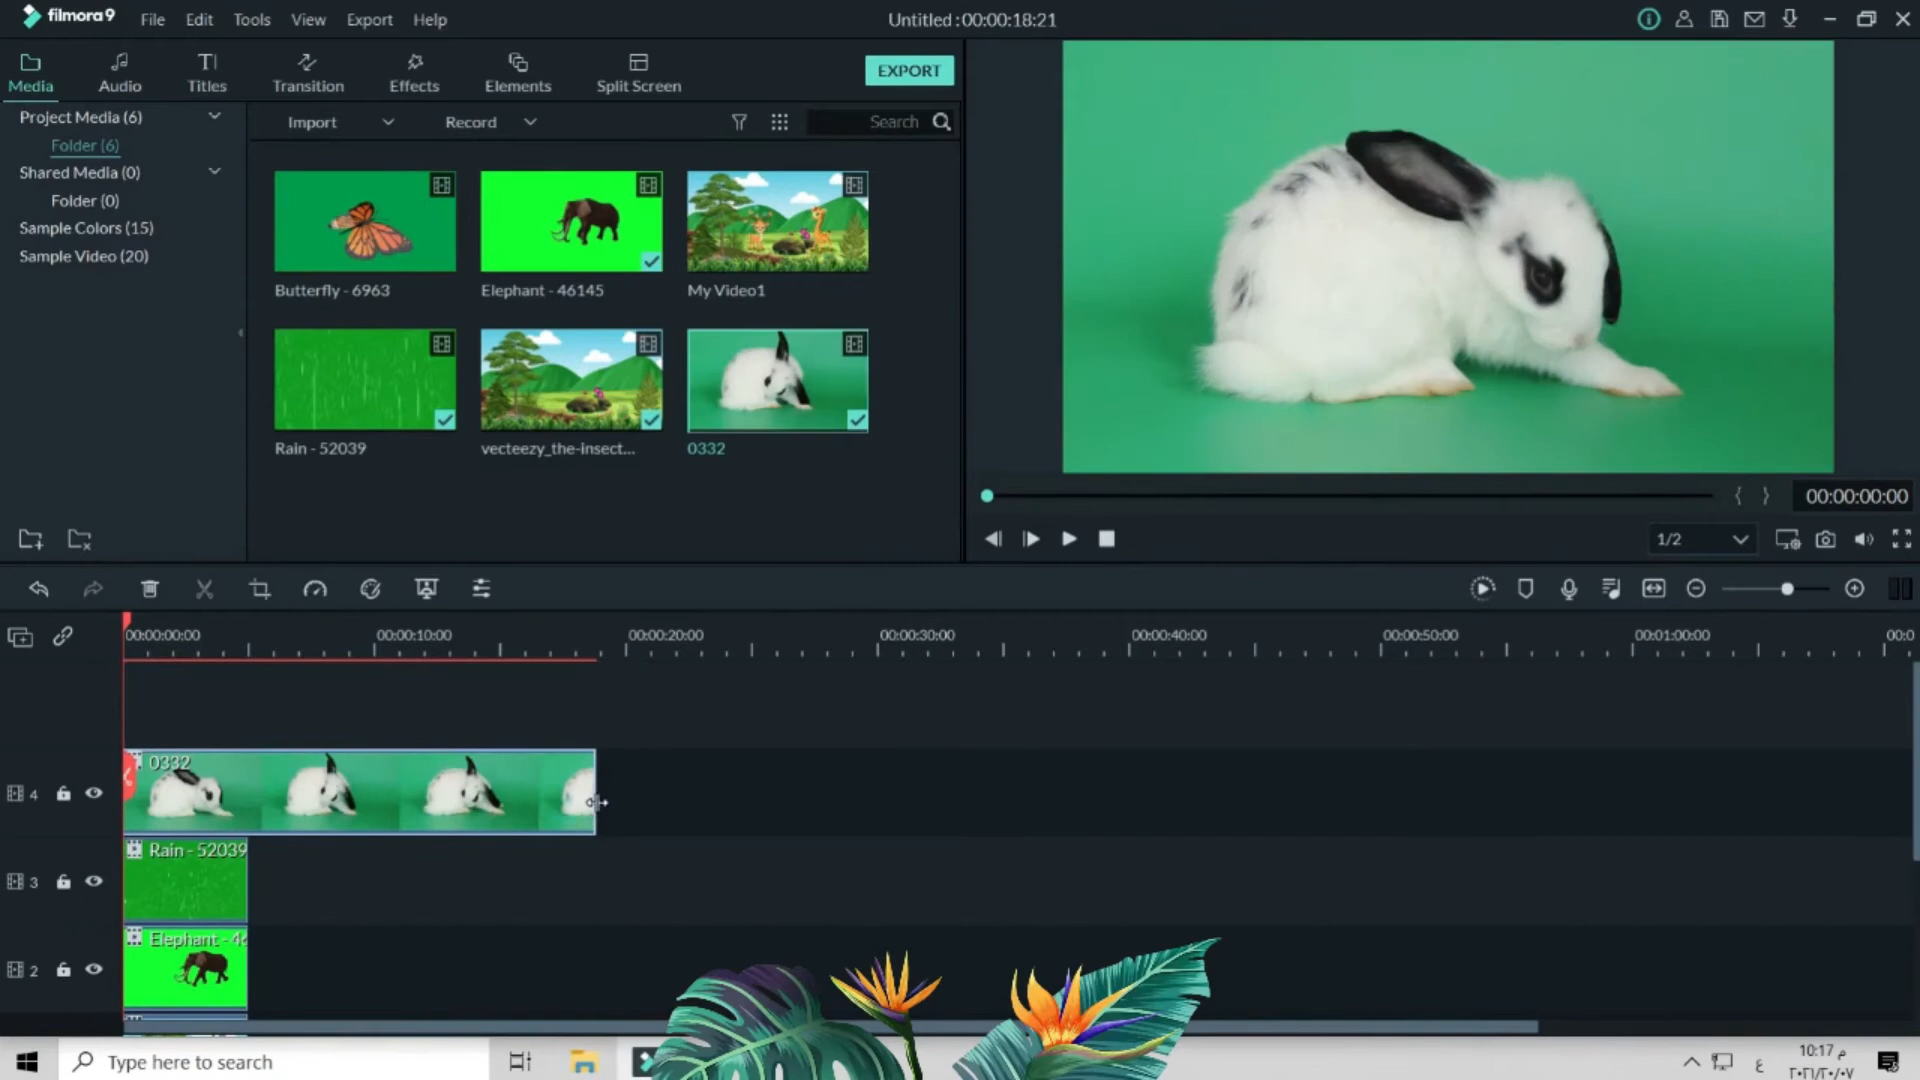 filmora9 File Edit Tools View Export Help Untitled : 00:00:18:21
Media Audio Titles Transition Effects Elements Split Screen EXPORT
Project Media (6)
Folder (6)
Shared Media (0)
Folder (0)
Sample Colors (15)
Sample Video (20)
Import Record Search
Butterfly - 6963 Elephant - 46145 My Video1
Rain - 52039 vecteezy_the-insect... 0332
00:00:00:00
1/2
00:00:00:00 00:00:10:00 00:00:20:00 00:00:30:00 00:00:40:00 00:00:50:00 00:01:00:00 00:0
0332
4
Rain - 52039
3
Elephant - 46
2
Type here to search
ع
10:17 م